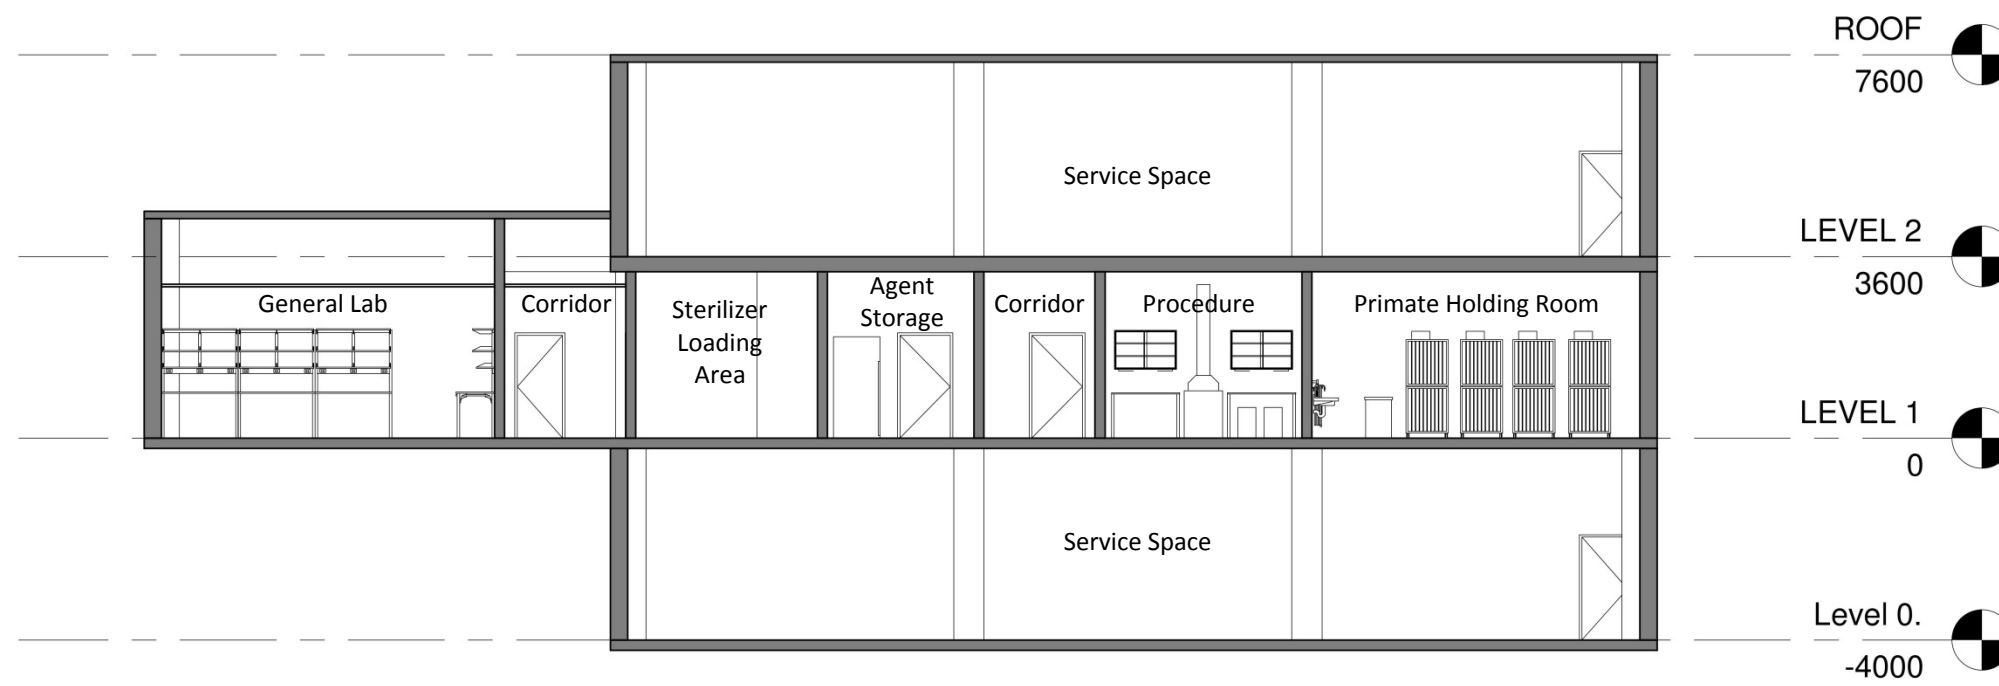 ROOF
7600
Service Space
LEVEL 2
3600
General Lab
Corridor
Sterilizer
Loading
Area
Agent
Storage
Corridor
Procedure
Primate Holding Room
LEVEL 1
0
Service Space
Level 0.
-4000